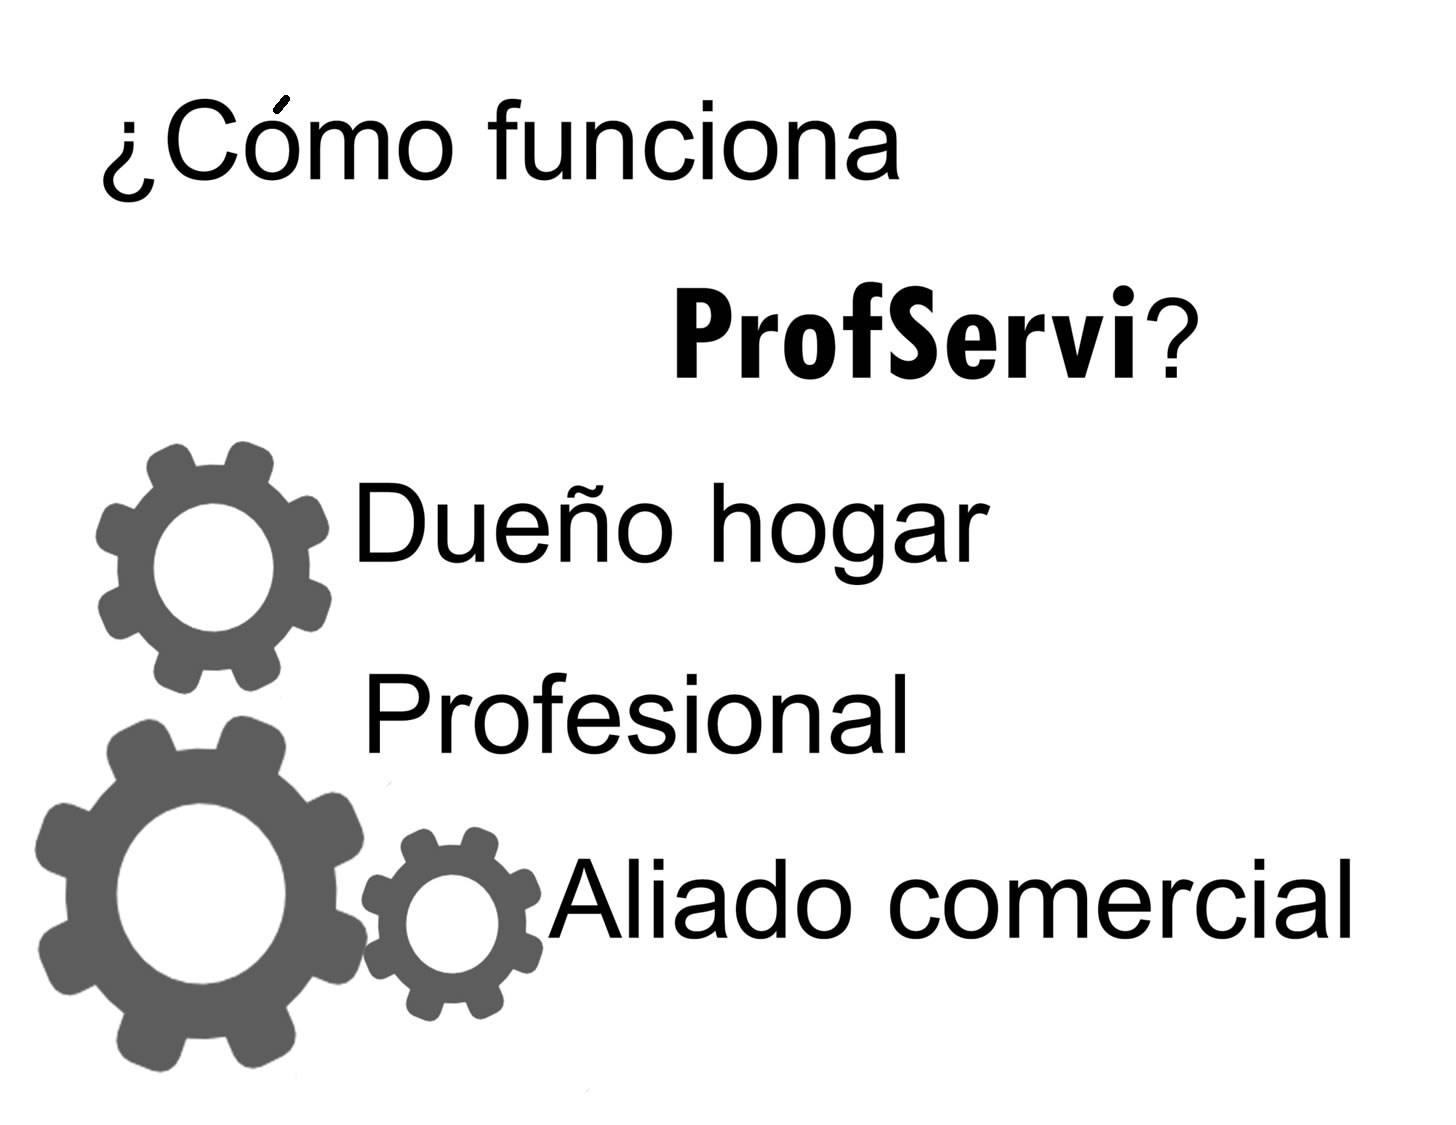 ¿Cómo funciona
ProfServi?
Dueño hogar
Profesional
Aliado comercial